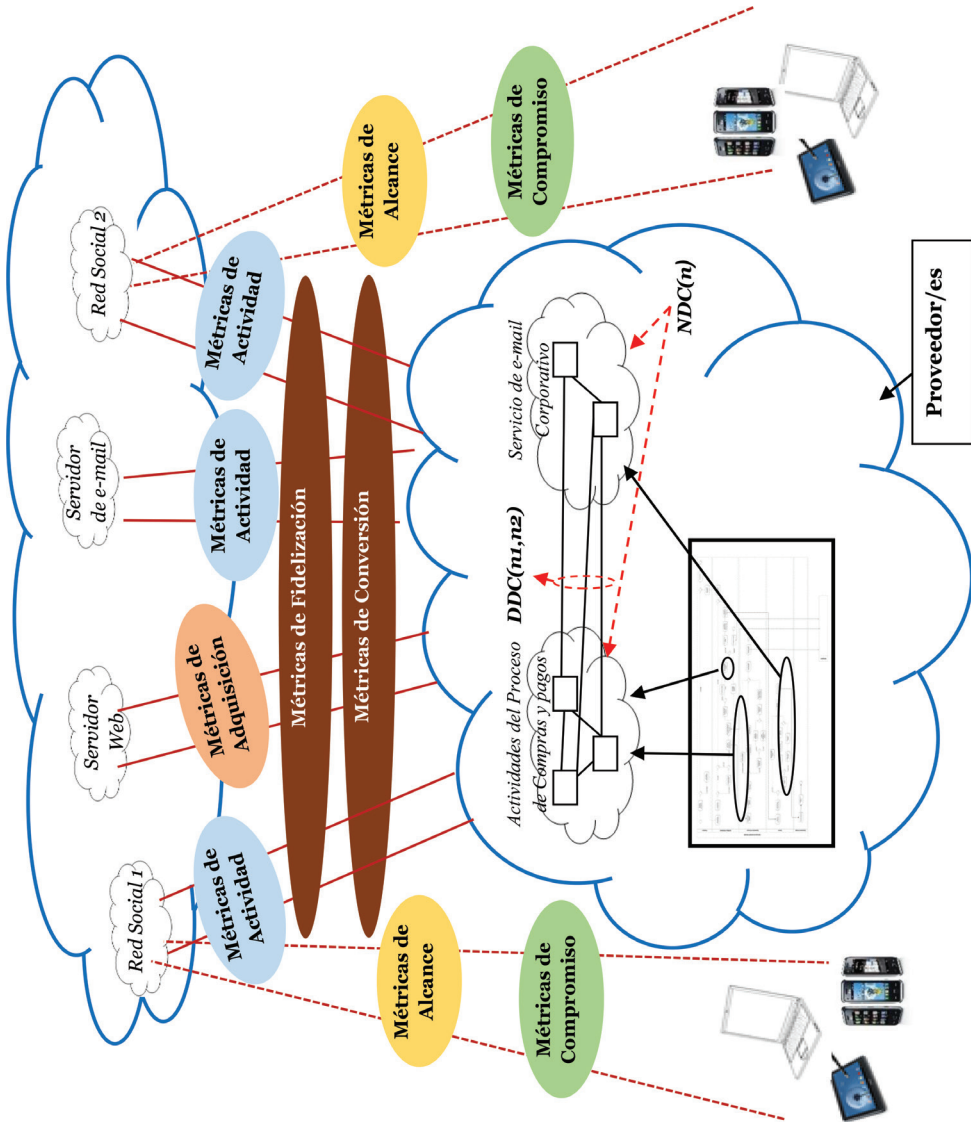 Red Social 1
Servidor
Web
Servidor
de e-mail
Red Social 2
Métricas de
Actividad
Métricas de
Adquisición
Métricas de
Actividad
Métricas de
Actividad
Métricas de Fidelización
Métricas de Conversión
Métricas de
Alcance
Métricas de
Alcance
Métricas de
Compromiso
Métricas de
Compromiso
Actividades del Proceso
de Compras y pagos
DDC(n1,n2)
Servicio de e-mail
Corporativo
NDC(n)
Proveedor/es